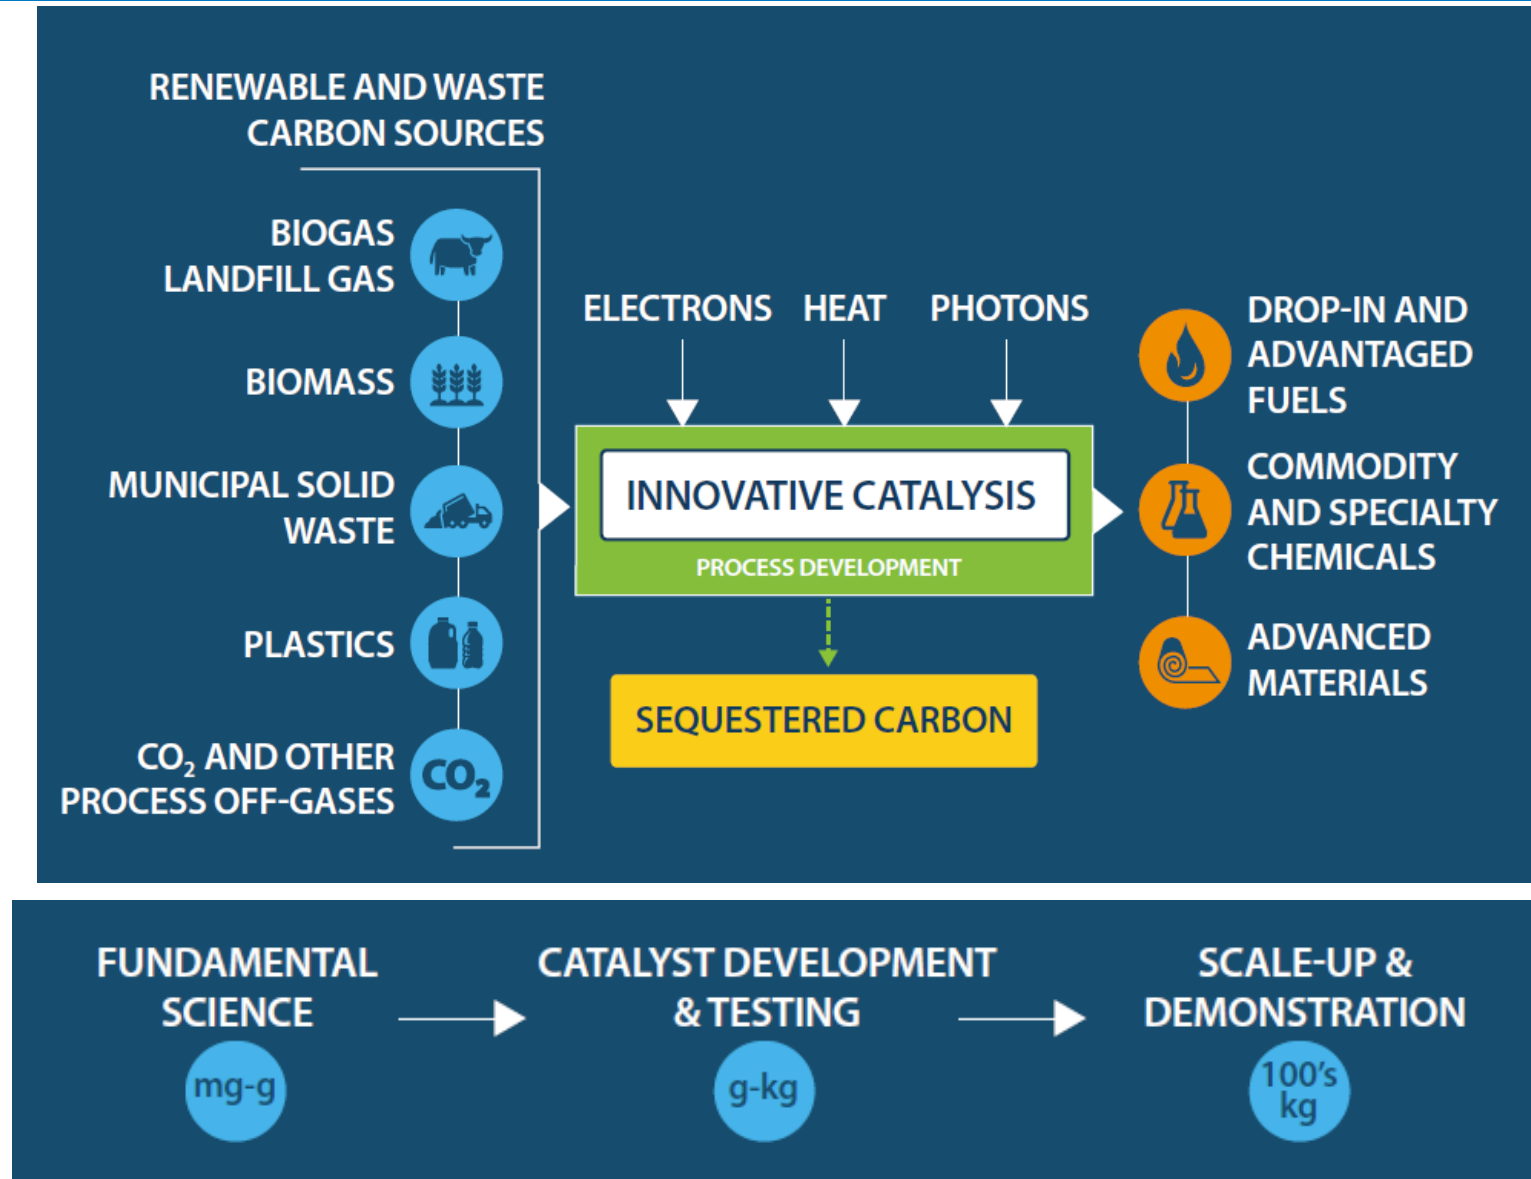 RENEWABLE AND WASTE
CARBON SOURCES
BIOGAS
LANDFILL GAS
BIOMASS
MUNICIPAL SOLID
WASTE
PLASTICS
CO₂ AND OTHER
PROCESS OFF-GASES
CO₂
ELECTRONS
HEAT
PHOTONS
INNOVATIVE CATALYSIS
PROCESS DEVELOPMENT
SEQUESTERED CARBON
DROP-IN AND
ADVANTAGED
FUELS
COMMODITY
AND SPECIALTY
CHEMICALS
ADVANCED
MATERIALS
FUNDAMENTAL
SCIENCE
mg-g
CATALYST DEVELOPMENT
& TESTING
g-kg
SCALE-UP &
DEMONSTRATION
100's
kg